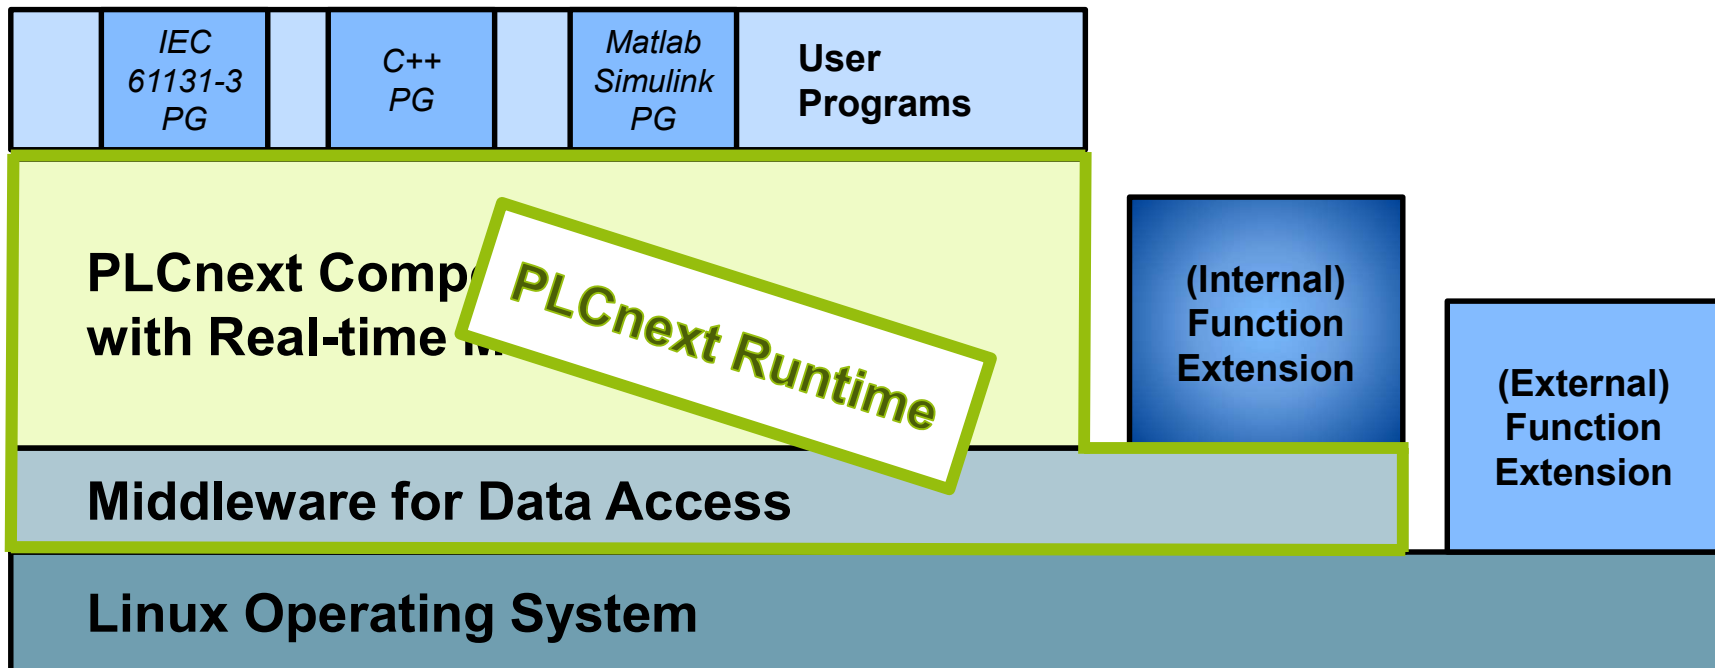 IEC
61131-3
PG
C++
PG
Matlab
Simulink
PG
User
Programs
PLCnext
with Real-time
PLCnext Runtime
(Internal)
Function
Extension
(External)
Function
Extension
Middleware for Data Access
Linux Operating System